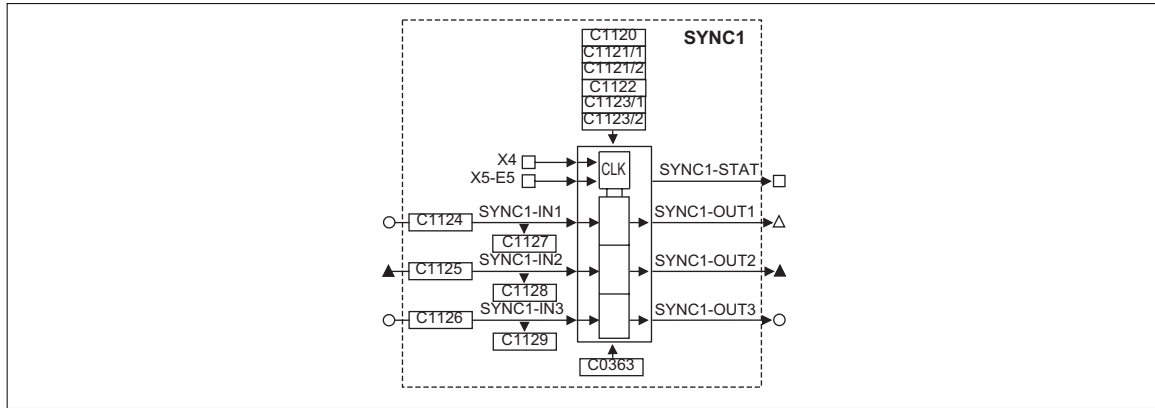 C1120
SYNC1
C1121/1
C1121/2
C1122
C1123/1
C1123/2
X4
CLK
SYNC1-STAT
X5-E5
C1124
SYNC1-IN1
SYNC1-OUT1
C1127
C1125
SYNC1-IN2
SYNC1-OUT2
C1128
C1126
SYNC1-IN3
SYNC1-OUT3
C1129
C0363